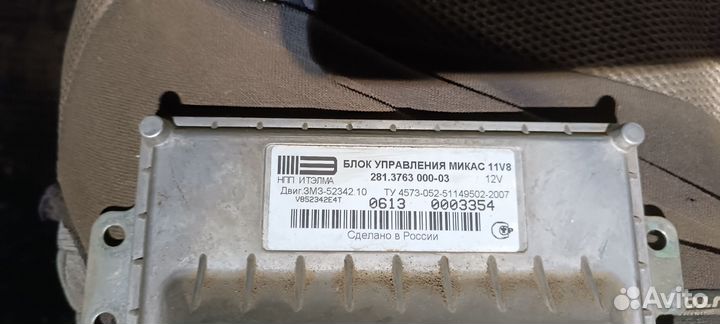 БЛОК УПРАВЛЕНИЯ МИКАС 11V8
281.3763 000-03 12V
НПП ИТЭЛМА
Двиг.ЗМЗ-52342.10 ТУ 4573-052-51149502-2007
V852342E4T
0613 0003354
Сделано в России
Avito